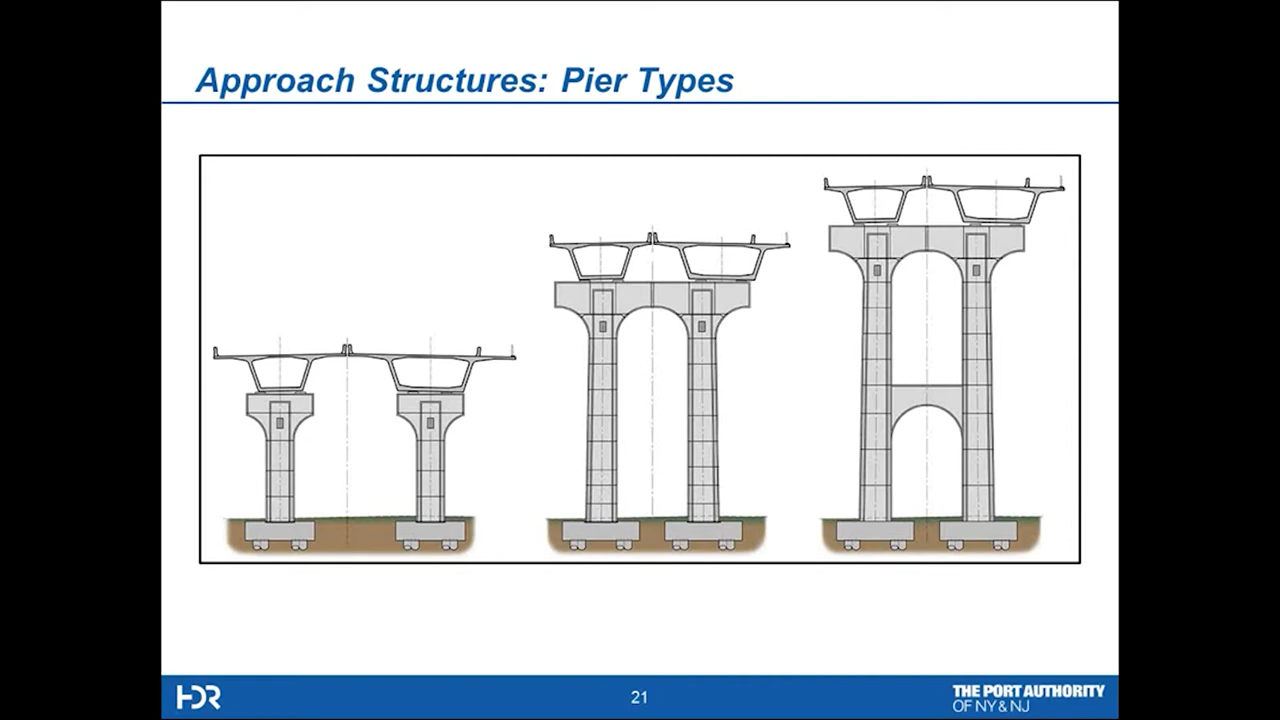 Approach Structures: Pier Types
HDR
21
THE PORT AUTHORITY
OF NY & NJ